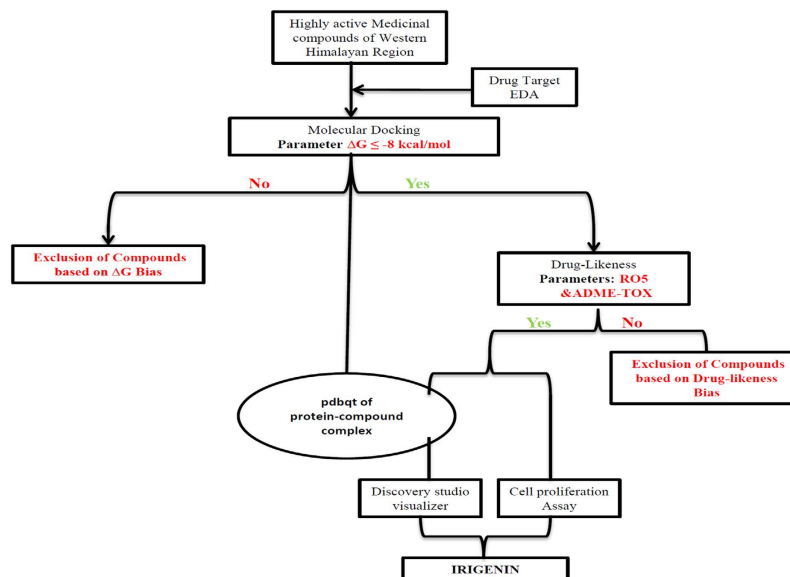 Highly active Medicinal
compounds of Western
Himalayan Region
Drug Target
EDA
Molecular Docking
Parameter ΔG ≤ -8 kcal/mol
No
Yes
Exclusion of Compounds
based on ΔG Bias
Drug-Likeness
Parameters: RO5
&ADME-TOX
Yes
No
Exclusion of Compounds
based on Drug-likeness
Bias
pdbqt of
protein-compound
complex
Discovery studio
visualizer
Cell proliferation
Assay
IRIGENIN